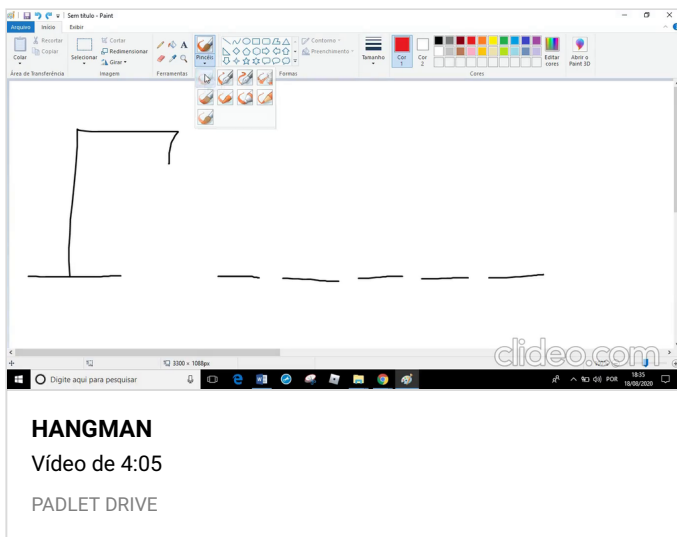 Sem título - Paint
Arquivo Início Exibir
Colar
Recortar
Copiar
Área de Transferência
Selecionar
Cortar
Redimensionar
Girar
Imagem
A
Ferramentas
Pincéis
Contorno
Preenchimento
Formas
Tamanho
Cor 1
Cor 2
Editar cores
Cores
Abrir o Paint 3D
clideo.com
3300 × 1088px
Digite aqui para pesquisar
POR
18:35
18/08/2020
HANGMAN
Vídeo de 4:05
PADLET DRIVE